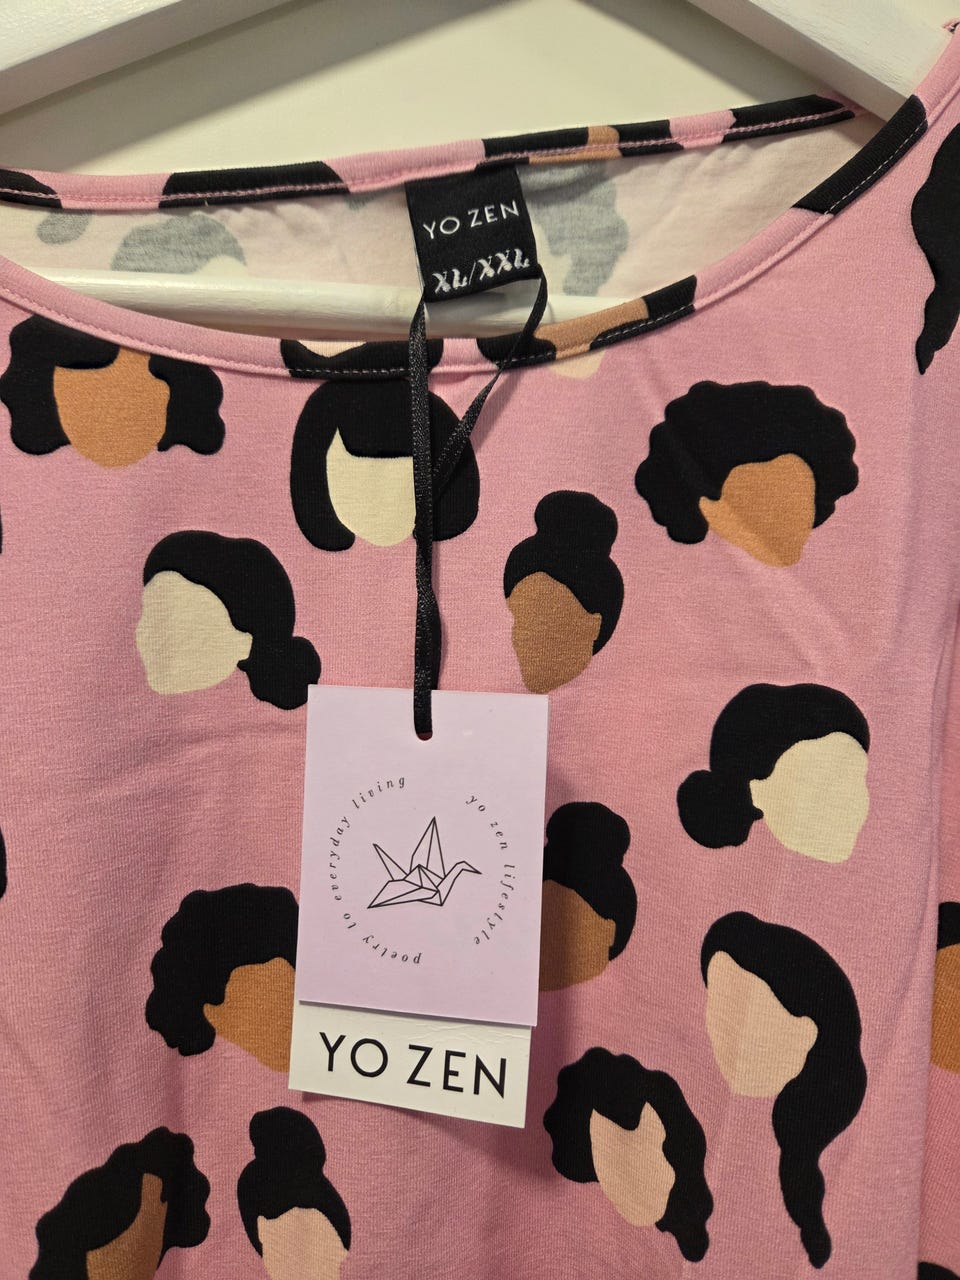 YO ZEN
XL/XXL
yo zen lifestyle
poetry to everyday living
YO ZEN